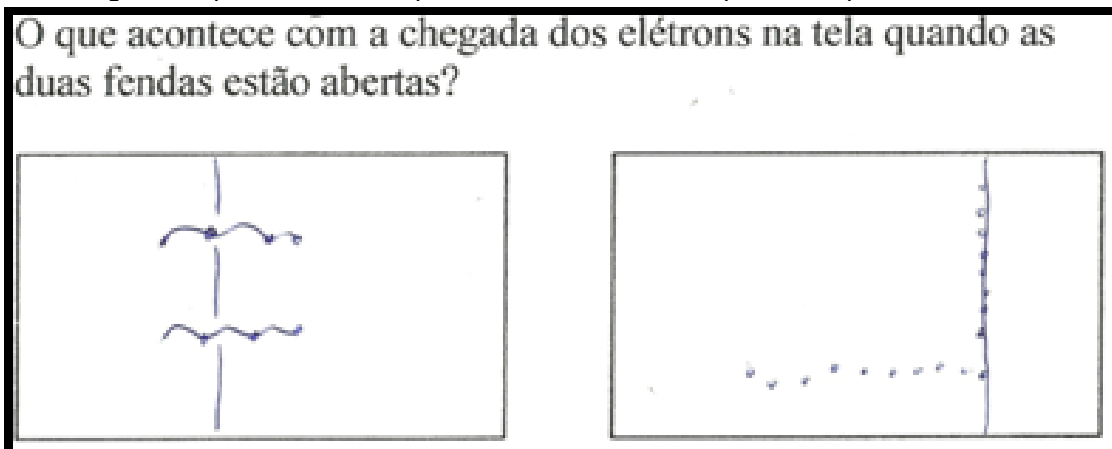 O que acontece com a chegada dos elétrons na tela quando as
duas fendas estão abertas?